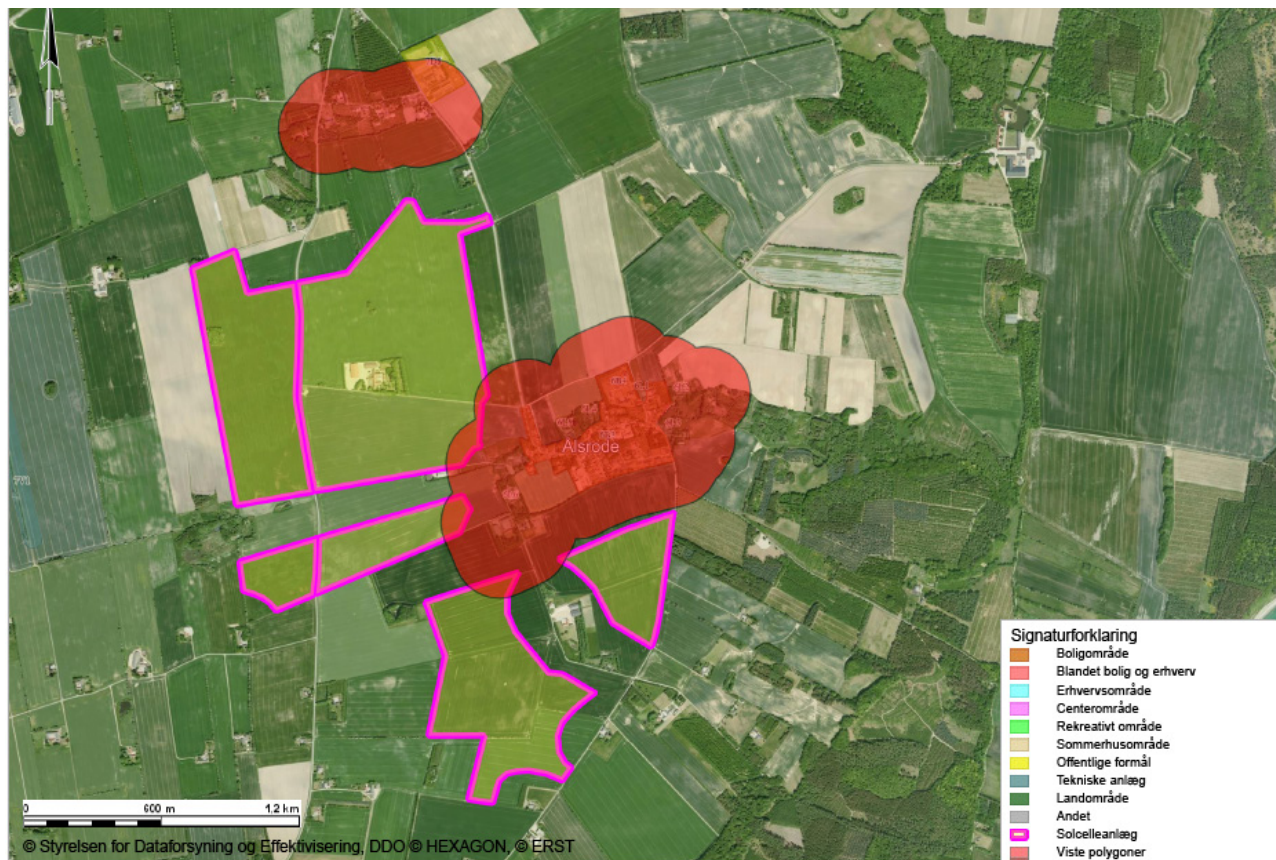 Alsrode
0
600 m
1,2 km
© Styrelsen for Dataforsyning og Effektivisering, DDO © HEXAGON, © ERST
Signaturforklaring
Boligområde
Blandet bolig og erhverv
Erhvervsområde
Centerområde
Rekreativt område
Sommerhusområde
Offentlige formål
Tekniske anlæg
Landområde
Andet
Solcelleanlæg
Viste polygoner